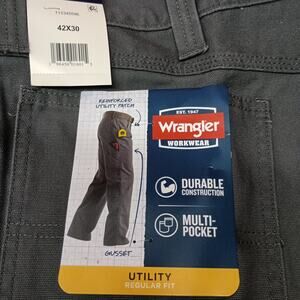 42X30
REINFORCED
UTILITY PATCH
EST. 1947
Wrangler
WORKWEAR
DURABLE
CONSTRUCTION
MULTI-
POCKET
GUSSET
UTILITY
REGULAR FIT